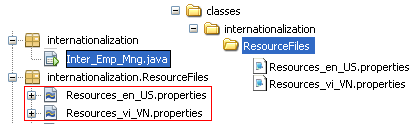 internationalization
Inter_Emp_Mng.java
internationalization.ResourceFiles
Resources_en_US.properties
Resources_vi_VN.properties
classes
internationalization
ResourceFiles
Resources_en_US.properties
Resources_vi_VN.properties